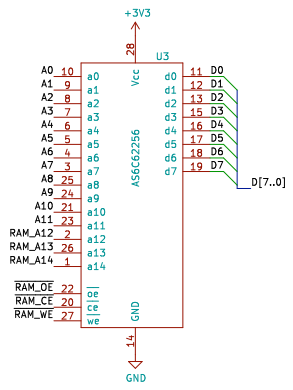 +3V3
28
U3
Vcc
A0 10 a0 d0 11 D0
A1 9 a1 d1 12 D1
A2 8 a2 d2 13 D2
A3 7 a3 d3 15 D3
A4 6 a4 d4 16 D4
A5 5 a5 d5 17 D5
A6 4 a6 d6 18 D6
A7 3 a7 d7 19 D7
A8 25 a8 D[7..0]
A9 24 a9
A10 21 a10
A11 23 a11
RAM_A12 2 a12
RAM_A13 26 a13
RAM_A14 1 a14
AS6C62256
RAM_OE 22 oe
RAM_CE 20 ce
RAM_WE 27 we
GND
14
GND